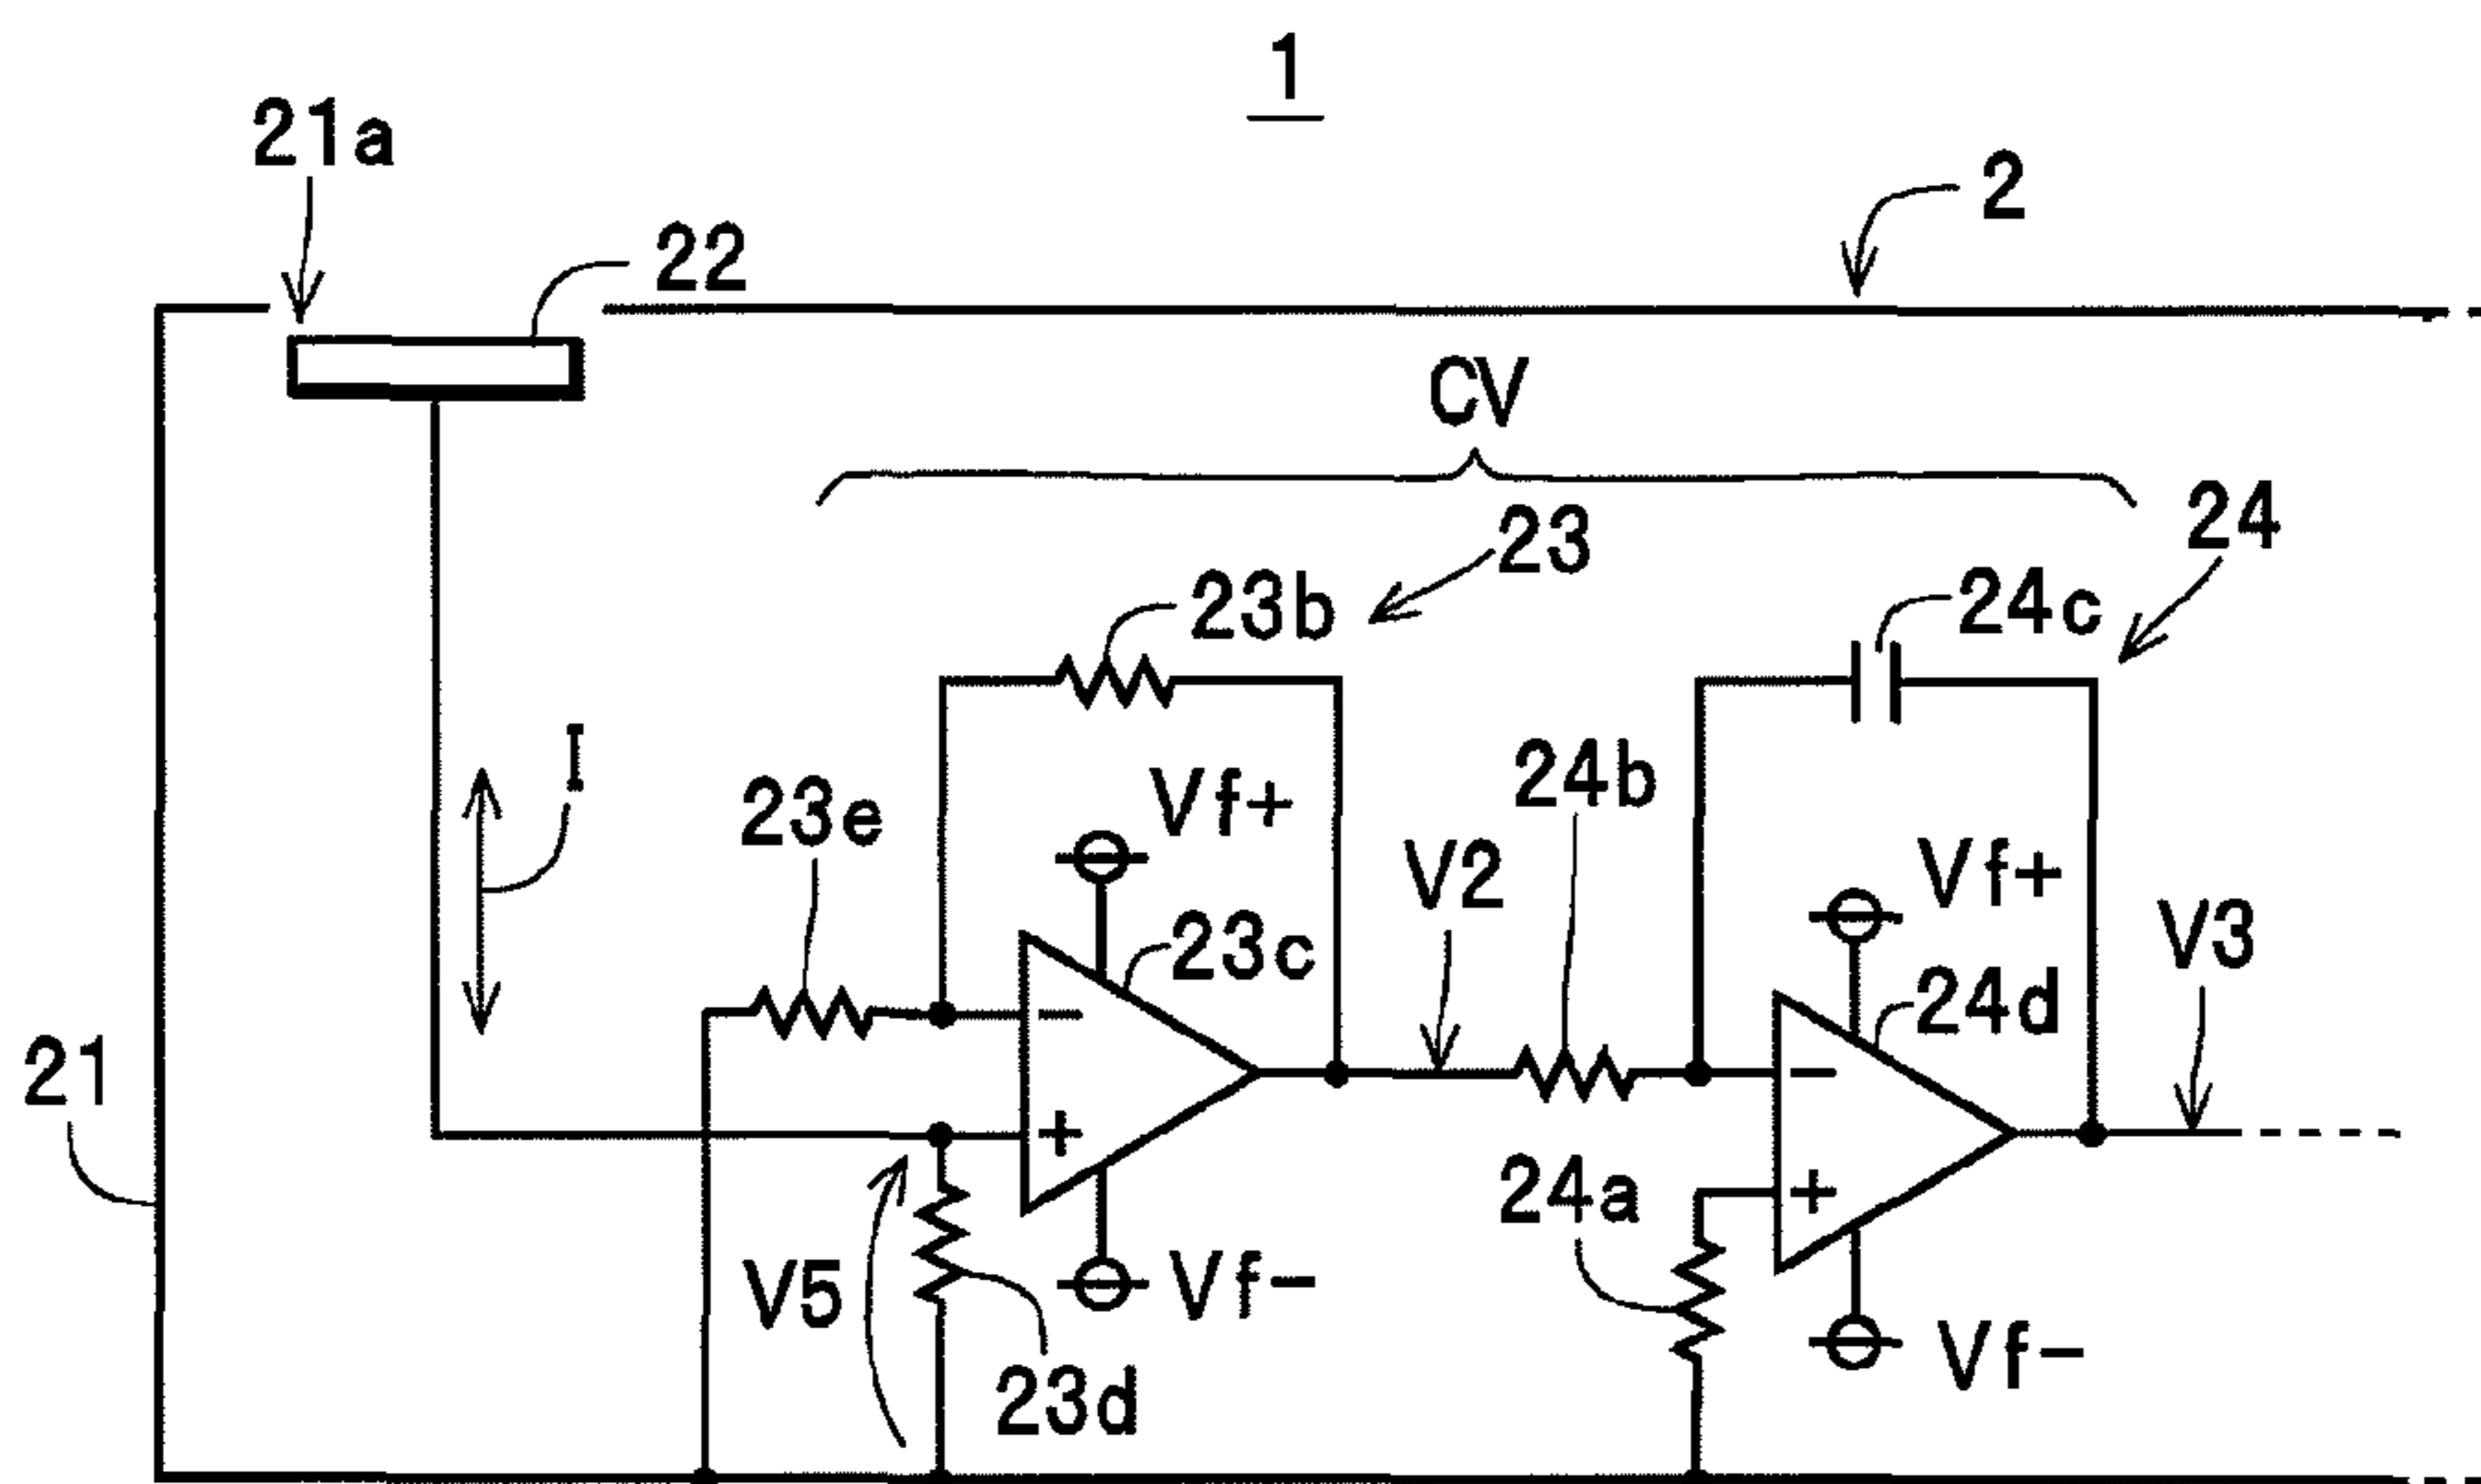 1
21a
2
22
CV
24
23
23b
24c
I
24b
Vf+
23e
V2
Vf+
V3
23c
24d
21
+
+
24a
V5
Vf-
Vf-
23d